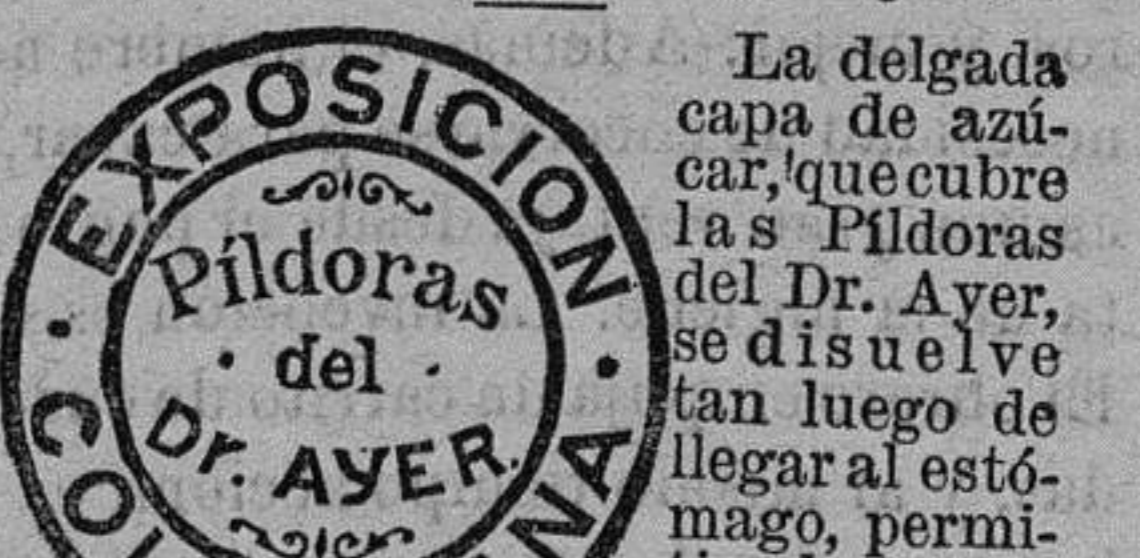 EXPOSICION
Píldoras
del
Dr. AYER.
La delgada
capa de azú-
car, que cubre
las Píldoras
del Dr. Ayer,
se disuelve
tan luego de
llegar al estó-
mago, permi-